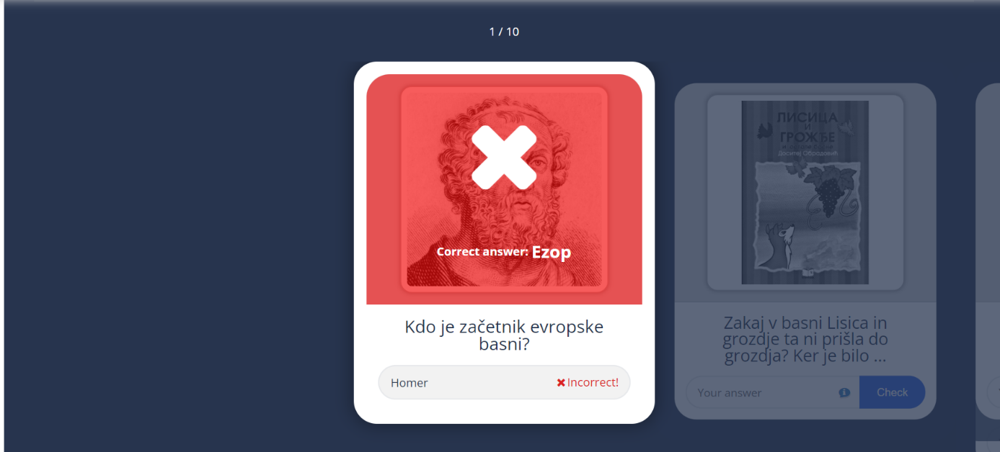 1 / 10
Correct answer: Ezop
Kdo je začetnik evropske
basni?
Homer
Incorrect!
ЛИСИЦА
И
ГРОЖЂЕ
Доситеј Обрадовић
Zakaj v basni Lisica in
grozdje ta ni prišla do
grozdja? Ker je bilo ...
Your answer
Check